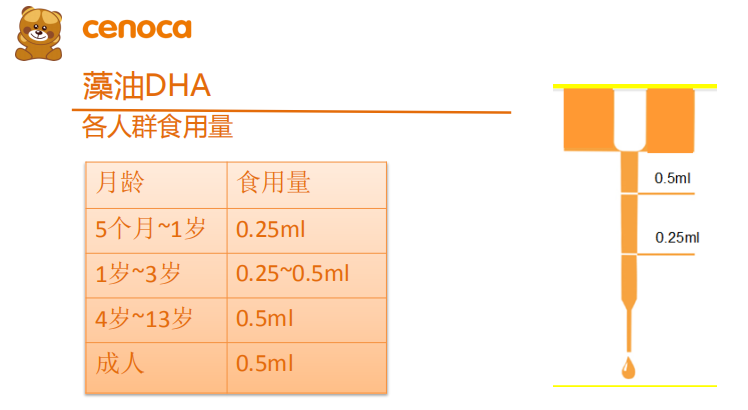 cenoca
藻油DHA
各人群食用量
月龄 食用量
5个月~1岁 0.25ml
1岁~3岁 0.25~0.5ml
4岁~13岁 0.5ml
成人 0.5ml
0.5ml
0.25ml